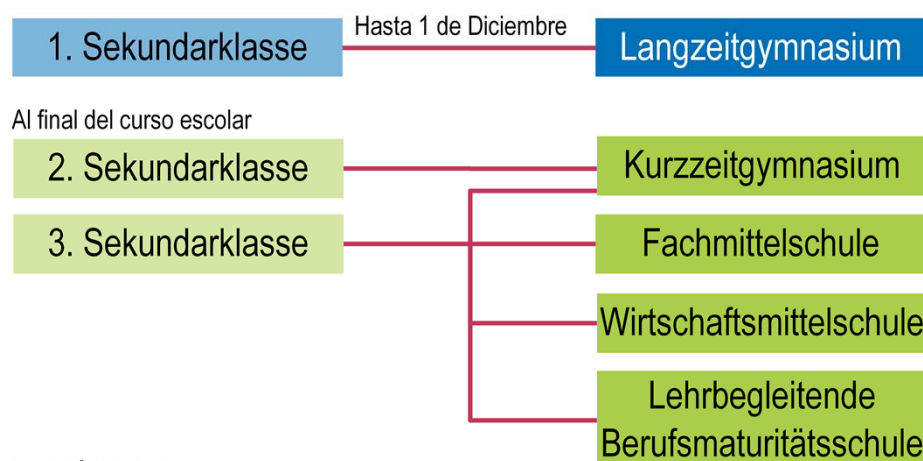 1. Sekundarklasse
Hasta 1 de Diciembre
Langzeitgymnasium
Al final del curso escolar
2. Sekundarklasse
Kurzzeitgymnasium
3. Sekundarklasse
Fachmittelschule
Wirtschaftsmittelschule
Lehrbegleitende
Berufsmaturitätsschule